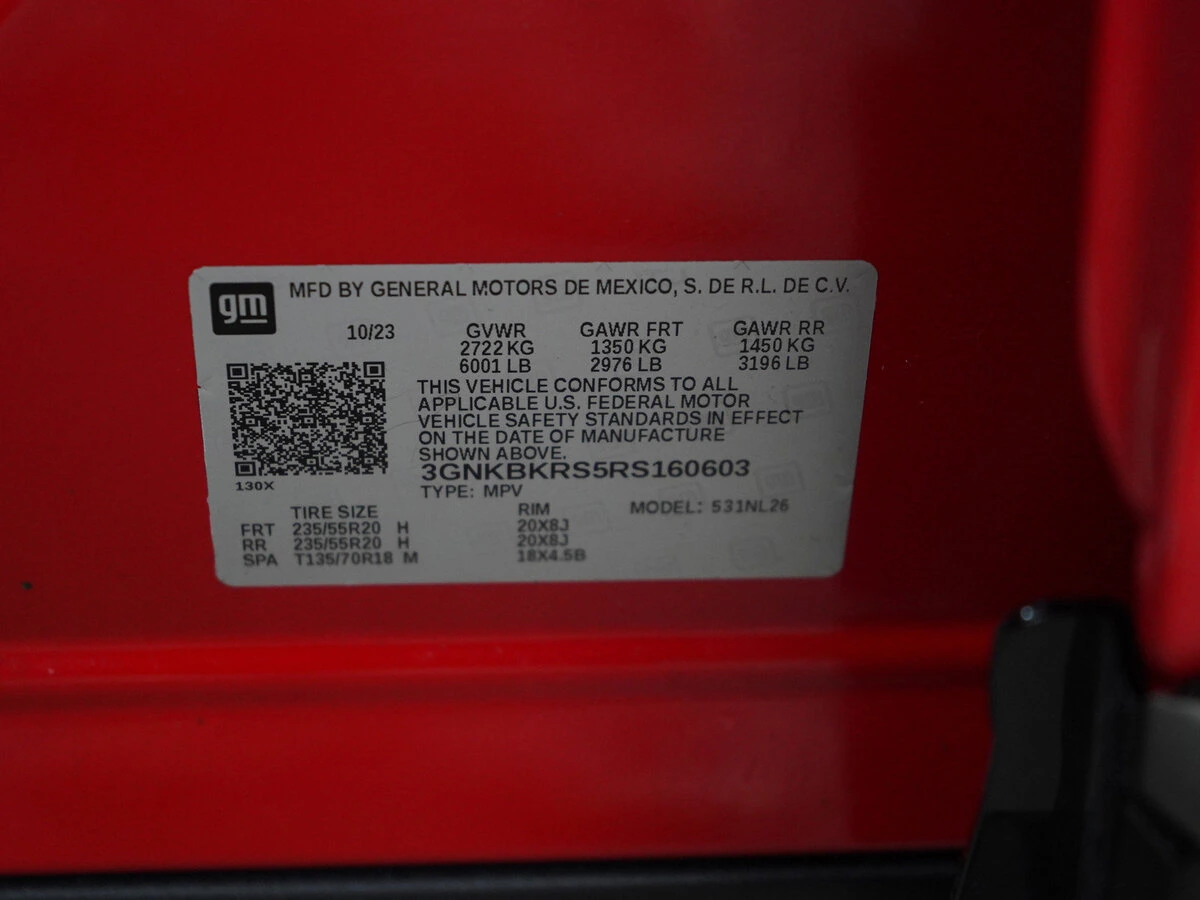 gm MFD BY GENERAL MOTORS DE MEXICO, S. DE R.L. DE C.V.
10/23 GVWR GAWR FRT GAWR RR
2722 KG 1350 KG 1450 KG
6001 LB 2976 LB 3196 LB
THIS VEHICLE CONFORMS TO ALL
APPLICABLE U.S. FEDERAL MOTOR
VEHICLE SAFETY STANDARDS IN EFFECT
ON THE DATE OF MANUFACTURE
SHOWN ABOVE.
3GNKBKRS5RS160603
130X
TYPE: MPV
TIRE SIZE RIM MODEL: 531NL26
FRT 235/55R20 H 20X8J
RR 235/55R20 H 20X8J
SPA T135/70R18 M 18X4.5B